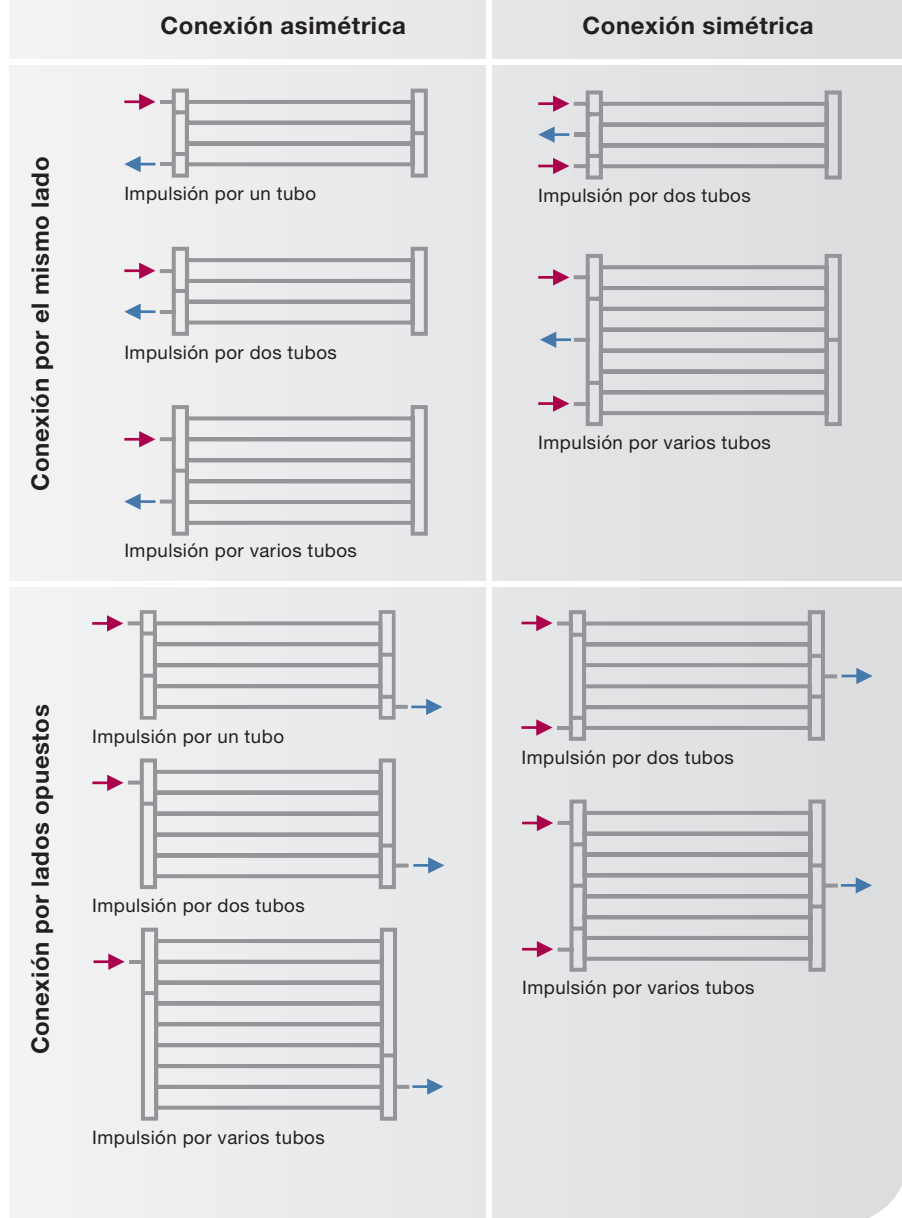 Conexión asimétrica
Conexión simétrica
Conexión por el mismo lado
Impulsión por un tubo
Impulsión por dos tubos
Impulsión por varios tubos
Impulsión por dos tubos
Impulsión por varios tubos
Conexión por lados opuestos
Impulsión por un tubo
Impulsión por dos tubos
Impulsión por varios tubos
Impulsión por dos tubos
Impulsión por varios tubos